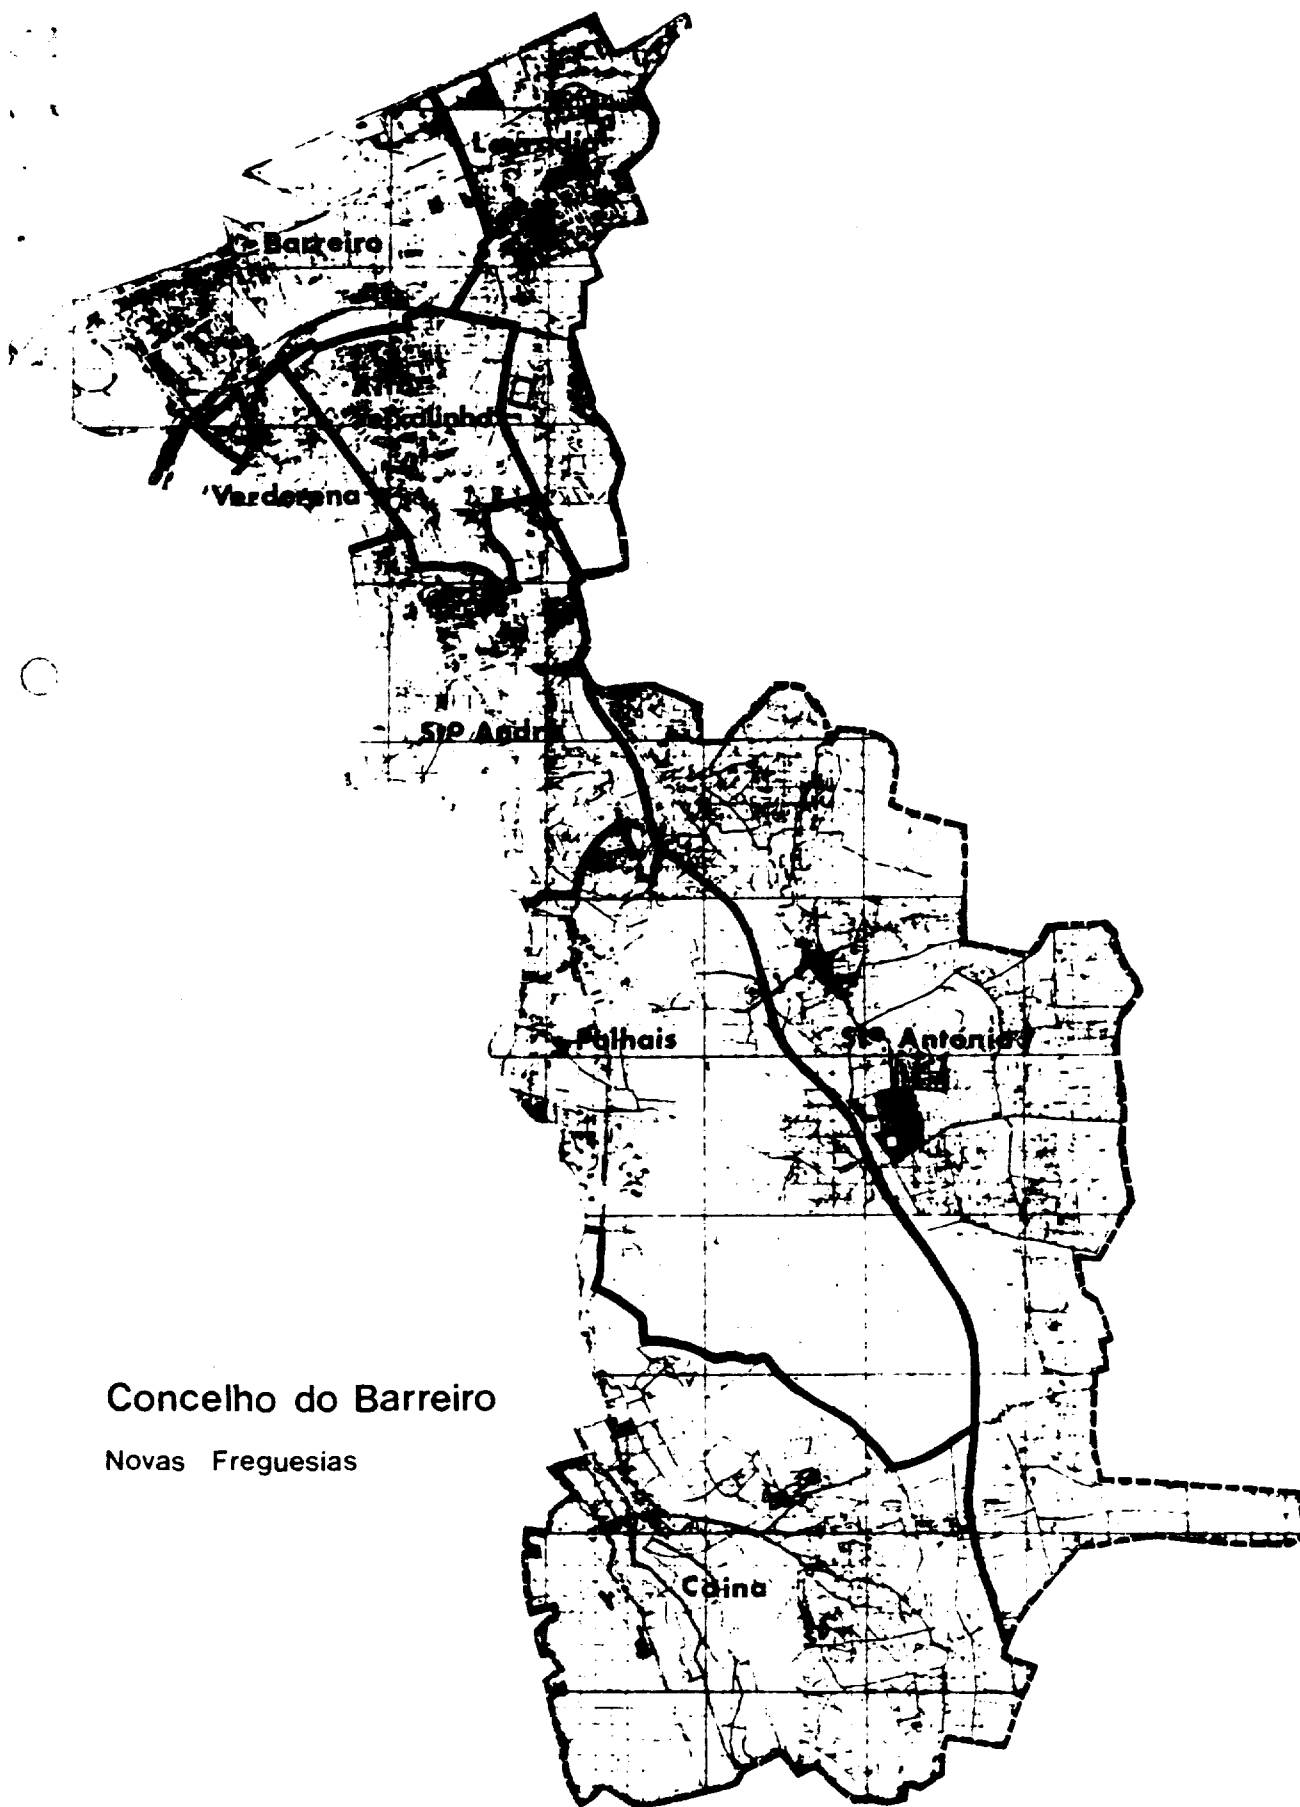 Lavradio
Barreiro
Alto
Seixalinho
Verderena
Stº André
Palhais
Stº António
Concelho do Barreiro
Novas Freguesias
Coina